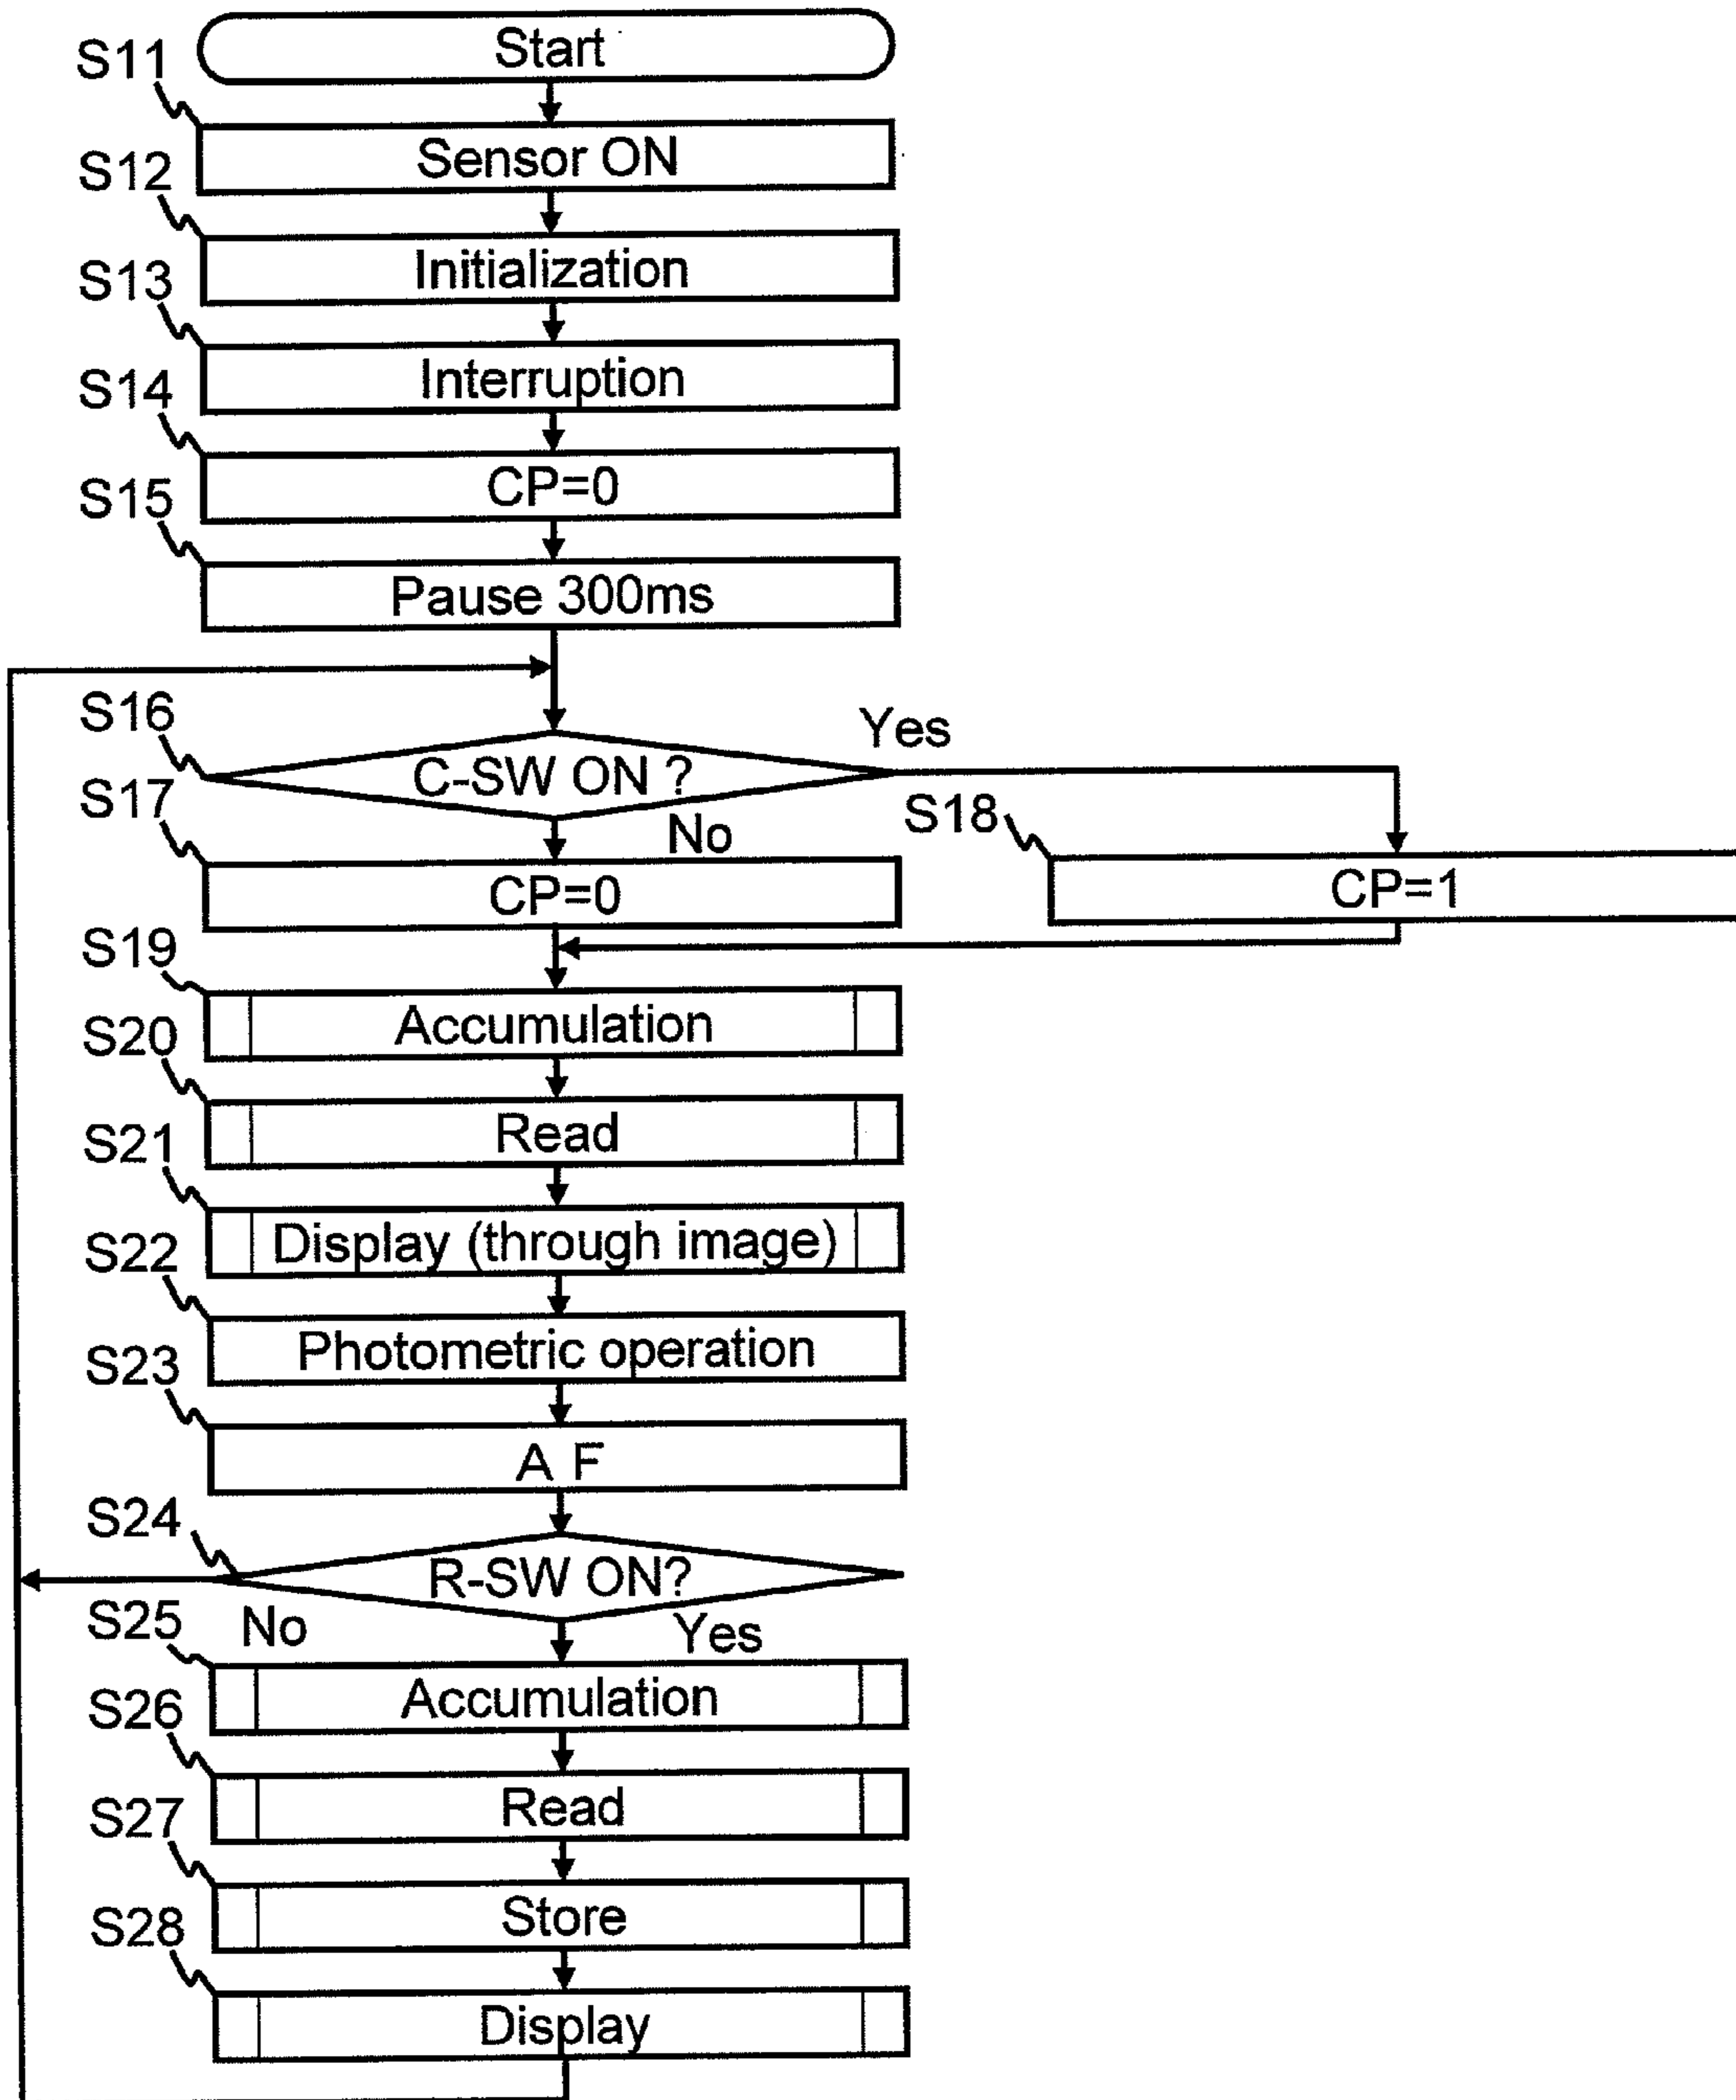 Start
S11
Sensor ON
S12
Initialization
S13
Interruption
S14
CP=0
S15
Pause 300ms
S16
C-SW ON ?
Yes
No
S17
CP=0
S18
CP=1
S19
Accumulation
S20
Read
S21
Display (through image)
S22
Photometric operation
S23
A F
S24
R-SW ON?
No
Yes
S25
Accumulation
S26
Read
S27
Store
S28
Display